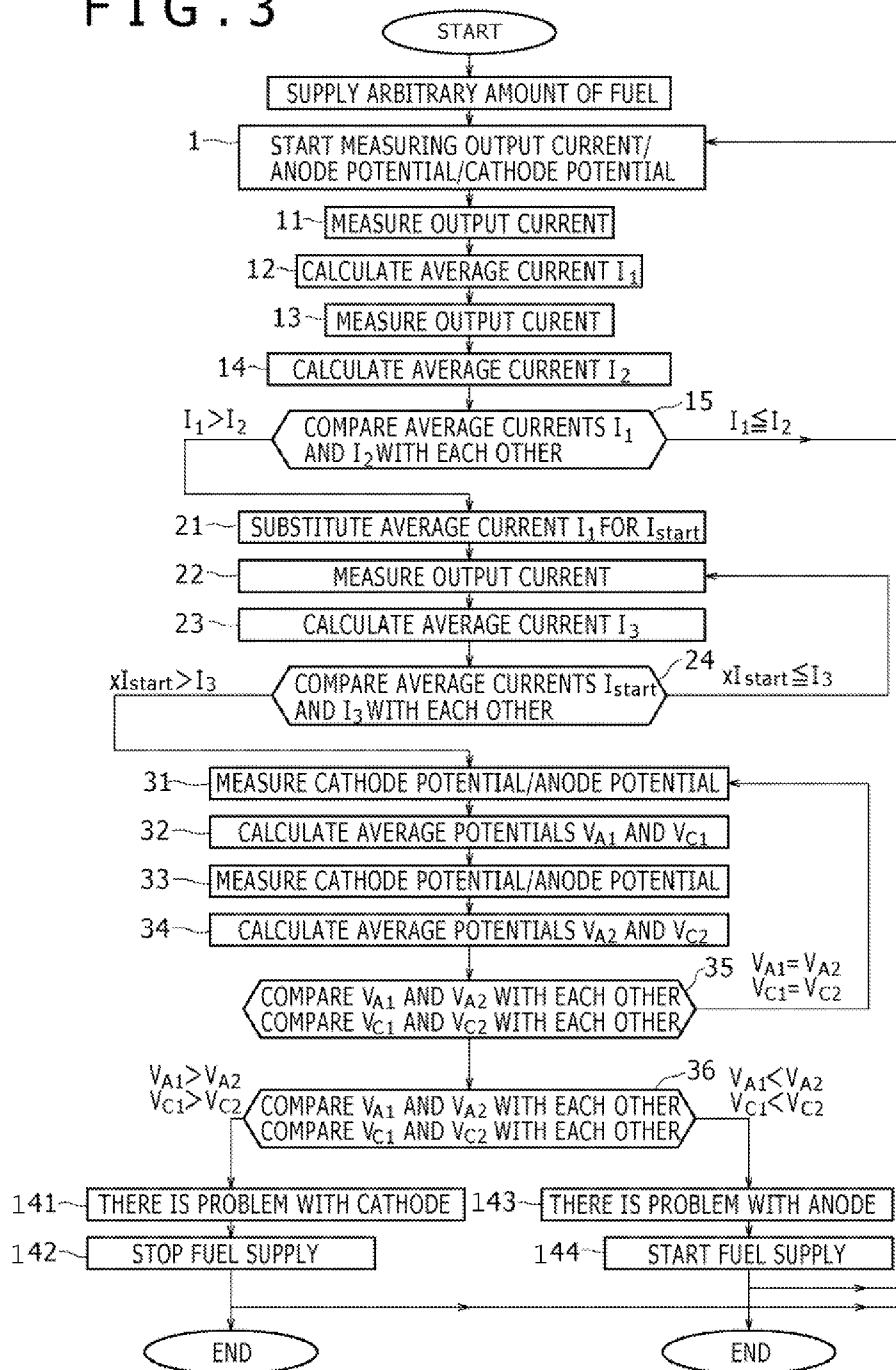 FIG.3
START
SUPPLY ARBITRARY AMOUNT OF FUEL
1
START MEASURING OUTPUT CURRENT/
ANODE POTENTIAL/CATHODE POTENTIAL
11
MEASURE OUTPUT CURRENT
12
CALCULATE AVERAGE CURRENT I1
13
MEASURE OUTPUT CURENT
14
CALCULATE AVERAGE CURRENT I2
15
I1>I2
COMPARE AVERAGE CURRENTS I1
AND I2 WITH EACH OTHER
I1≦I2
21
SUBSTITUTE AVERAGE CURRENT I1 FOR Istart
22
MEASURE OUTPUT CURRENT
23
CALCULATE AVERAGE CURRENT I3
24
xIstart>I3
COMPARE AVERAGE CURRENTS Istart
AND I3 WITH EACH OTHER
xIstart≦I3
31
MEASURE CATHODE POTENTIAL/ANODE POTENTIAL
32
CALCULATE AVERAGE POTENTIALS VA1 AND VC1
33
MEASURE CATHODE POTENTIAL/ANODE POTENTIAL
34
CALCULATE AVERAGE POTENTIALS VA2 AND VC2
35
COMPARE VA1 AND VA2 WITH EACH OTHER
COMPARE VC1 AND VC2 WITH EACH OTHER
VA1=VA2
VC1=VC2
36
VA1>VA2
VC1>VC2
COMPARE VA1 AND VA2 WITH EACH OTHER
COMPARE VC1 AND VC2 WITH EACH OTHER
VA1<VA2
VC1<VC2
141
THERE IS PROBLEM WITH CATHODE
143
THERE IS PROBLEM WITH ANODE
142
STOP FUEL SUPPLY
144
START FUEL SUPPLY
END
END